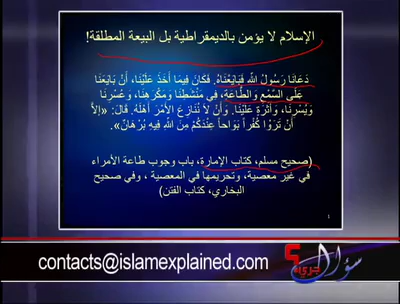 الإسلام لا يؤمن بالديمقراطية بل البيعة المطلقة!
دَعَانَا رَسُولُ اللَّهِ فَبَايَعْنَاهُ. فَكَانَ فِيمَا أَخَذَ عَلَيْنَا، أَنْ بَايَعَنَا
عَلَى السَّمْعِ وَالطَّاعَةِ، فِي مَنْشَطِنَا وَمَكْرَهِنَا، وَعُسْرِنَا
وَيُسْرِنَا، وَأَثَرَةٍ عَلَيْنَا. وَأَنْ لَا نُنَازِعَ الْأَمْرَ أَهْلَهُ. قَالَ: «إِلَّا
أَنْ تَرَوْا كُفْرًا بَوَاحًا عِنْدَكُمْ مِنَ اللَّهِ فِيهِ بُرْهَانٌ».
(صحيح مسلم، كتاب الإمارة، باب وجوب طاعة الأمراء
في غير معصية، وتحريمها في المعصية ، وفي صحيح
البخاري، كتاب الفتن)
1
contacts@islamexplained.com
سؤال جرئ